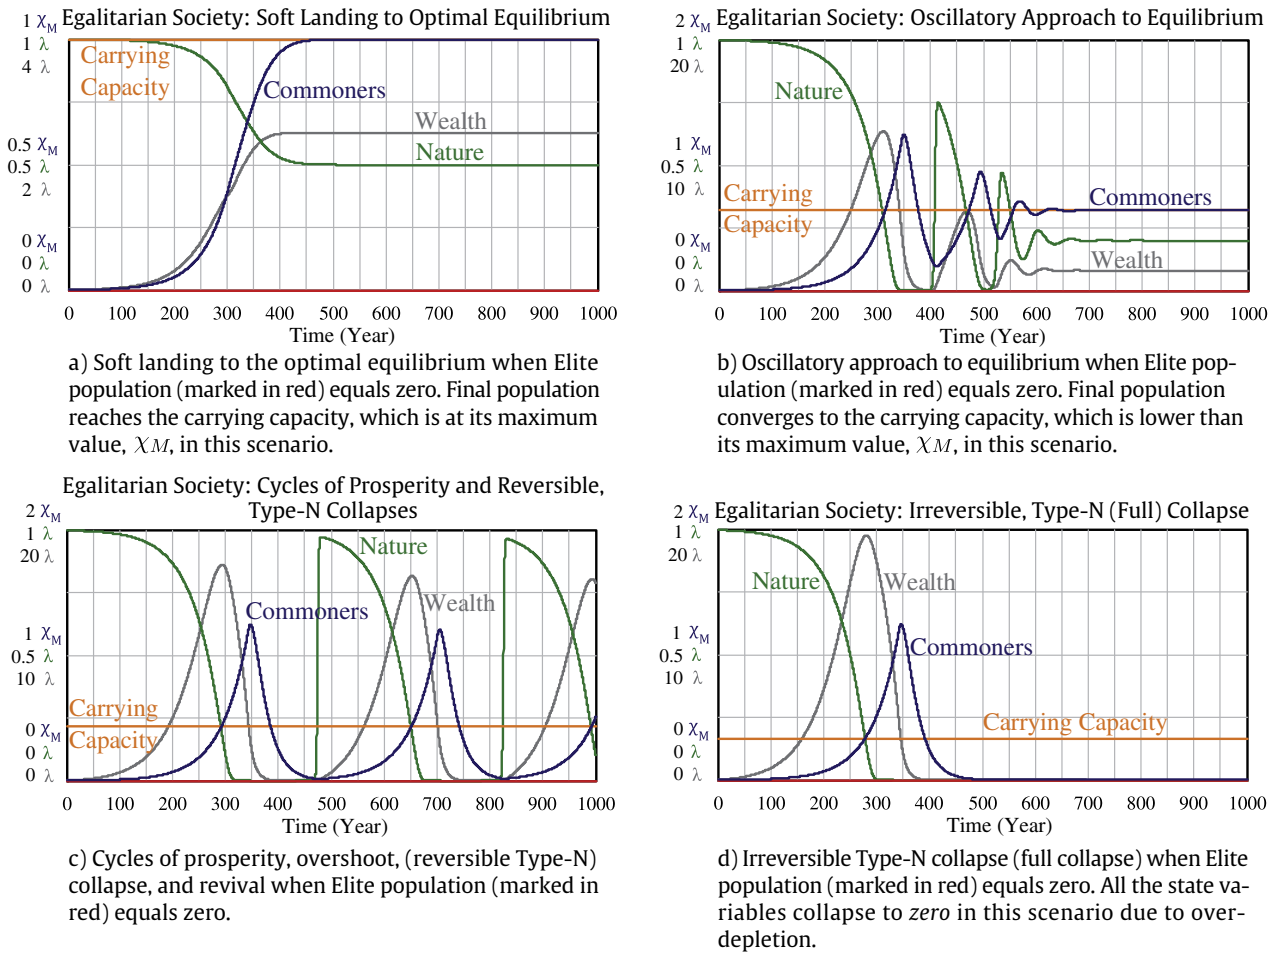 Egalitarian Society: Soft Landing to Optimal Equilibrium
1 χM
1 λ
4 λ
0.5 χM
0.5 λ
2 λ
0 χM
0 λ
0 λ
Carrying
Capacity
Commoners
Wealth
Nature
0 100 200 300 400 500 600 700 800 900 1000
Time (Year)
a) Soft landing to the optimal equilibrium when Elite
population (marked in red) equals zero. Final population
reaches the carrying capacity, which is at its maximum
value, χM, in this scenario.
Egalitarian Society: Oscillatory Approach to Equilibrium
2 χM
1 λ
20 λ
1 χM
0.5 λ
10 λ
0 χM
0 λ
0 λ
Nature
Carrying
Capacity
Commoners
Wealth
0 100 200 300 400 500 600 700 800 900 1000
Time (Year)
b) Oscillatory approach to equilibrium when Elite pop-
ulation (marked in red) equals zero. Final population
converges to the carrying capacity, which is lower than
its maximum value, χM, in this scenario.
Egalitarian Society: Cycles of Prosperity and Reversible,
Type-N Collapses
2 χM
1 λ
20 λ
1 χM
0.5 λ
10 λ
0 χM
0 λ
0 λ
Nature
Commoners
Wealth
Carrying
Capacity
0 100 200 300 400 500 600 700 800 900 1000
Time (Year)
c) Cycles of prosperity, overshoot, (reversible Type-N)
collapse, and revival when Elite population (marked in
red) equals zero.
Egalitarian Society: Irreversible, Type-N (Full) Collapse
2 χM
1 λ
20 λ
1 χM
0.5 λ
10 λ
0 χM
0 λ
0 λ
Nature
Wealth
Commoners
Carrying Capacity
0 100 200 300 400 500 600 700 800 900 1000
Time (Year)
d) Irreversible Type-N collapse (full collapse) when Elite
population (marked in red) equals zero. All the state va-
riables collapse to zero in this scenario due to over-
depletion.